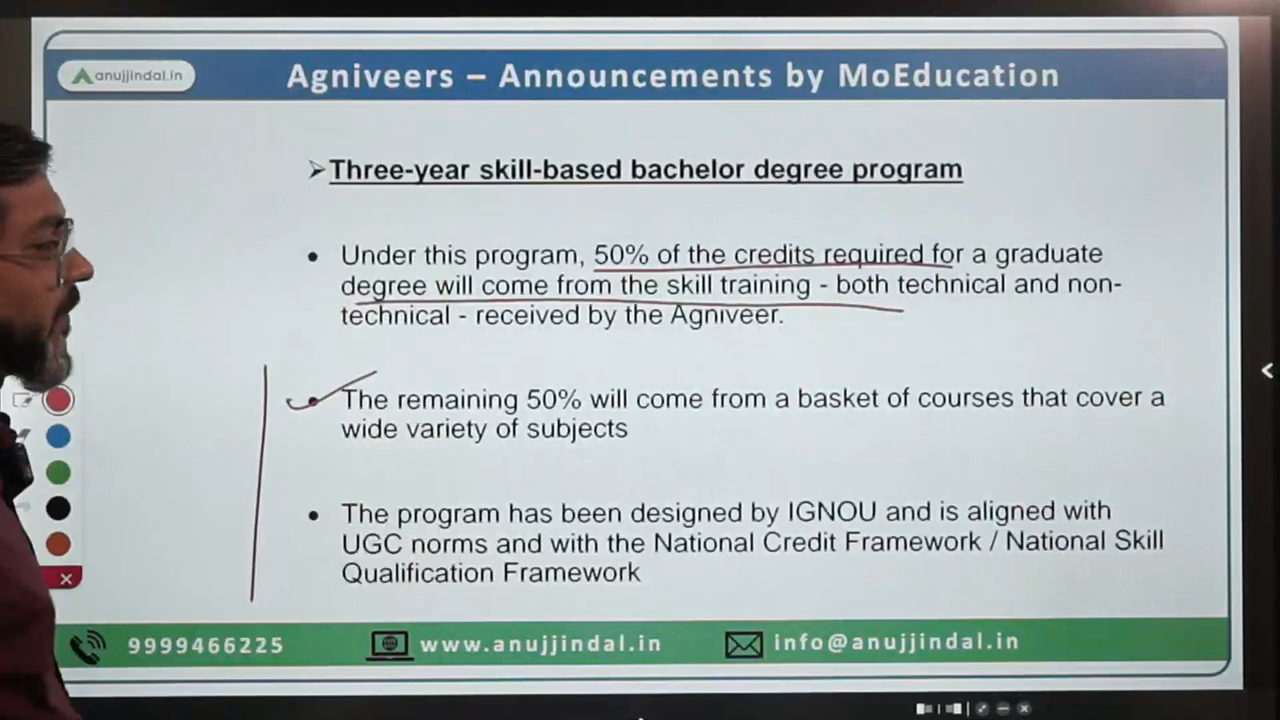 anujjindal.in
Agniveers – Announcements by MoEducation
➢Three-year skill-based bachelor degree program
• Under this program, 50% of the credits required for a graduate
degree will come from the skill training - both technical and non-
technical - received by the Agniveer.
• The remaining 50% will come from a basket of courses that cover a
wide variety of subjects
• The program has been designed by IGNOU and is aligned with
UGC norms and with the National Credit Framework / National Skill
Qualification Framework
9999466225 www.anujjindal.in info@anujjindal.in